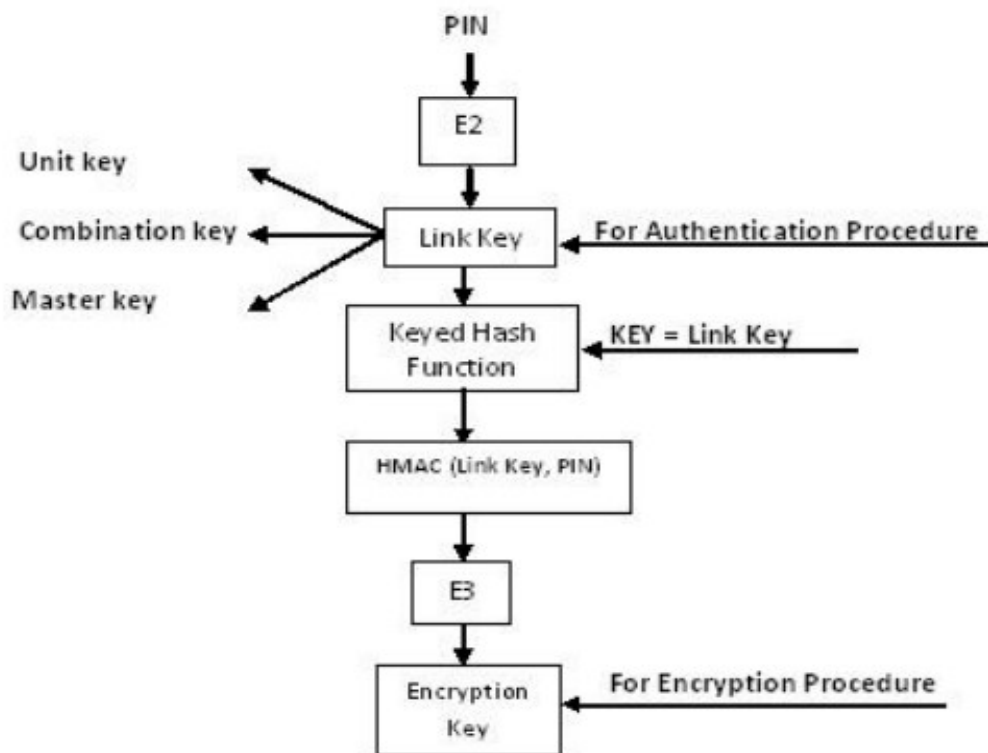 PIN
E2
Unit key
Combination key
Link Key
For Authentication Procedure
Master key
Keyed Hash
Function
KEY = Link Key
HMAC (Link Key, PIN)
E3
Encryption
Key
For Encryption Procedure